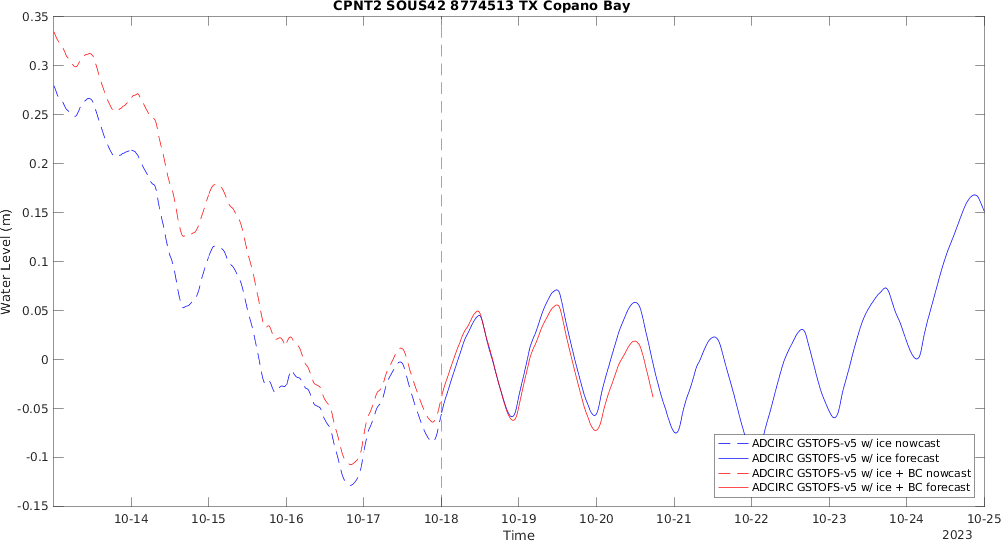 CPNT2 SOUS42 8774513 TX Copano Bay
Water Level (m)
0.35
0.3
0.25
0.2
0.15
0.1
0.05
0
-0.05
-0.1
-0.15
ADCIRC GSTOFS-v5 w/ ice nowcast
ADCIRC GSTOFS-v5 w/ ice forecast
ADCIRC GSTOFS-v5 w/ ice + BC nowcast
ADCIRC GSTOFS-v5 w/ ice + BC forecast
10-14 10-15 10-16 10-17 10-18 10-19 10-20 10-21 10-22 10-23 10-24 10-25
Time
2023